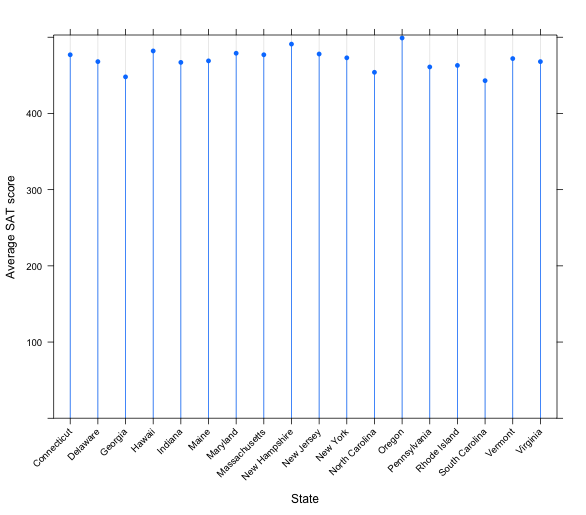 400
300
200
100
Average SAT score
Connecticut
Delaware
Georgia
Hawaii
Indiana
Maine
Maryland
Massachusetts
New Hampshire
New Jersey
New York
North Carolina
Oregon
Pennsylvania
Rhode Island
South Carolina
Vermont
Virginia
State